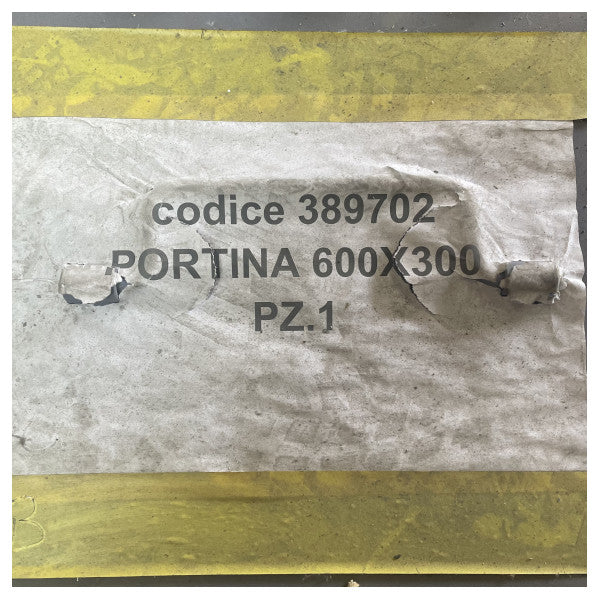 codice 389702
PORTINA 600X300
PZ.1